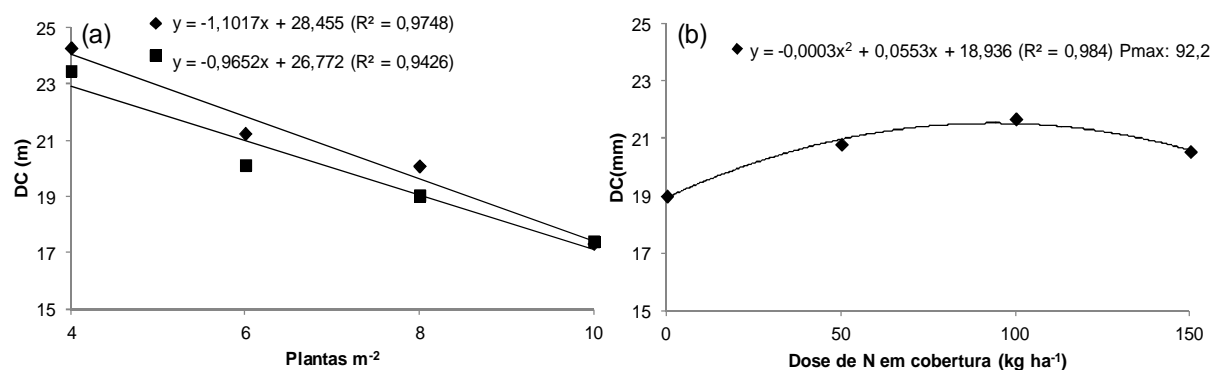 (a)
y = -1,1017x + 28,455 (R² = 0,9748)
y = -0,9652x + 26,772 (R² = 0,9426)
25
23
21
19
17
15
DC (m)
4
6
8
10
Plantas m⁻²
(b)
y = -0,0003x² + 0,0553x + 18,936 (R² = 0,984) Pmax: 92,2
25
23
21
19
17
15
DC(mm)
0
50
100
150
Dose de N em cobertura (kg ha⁻¹)